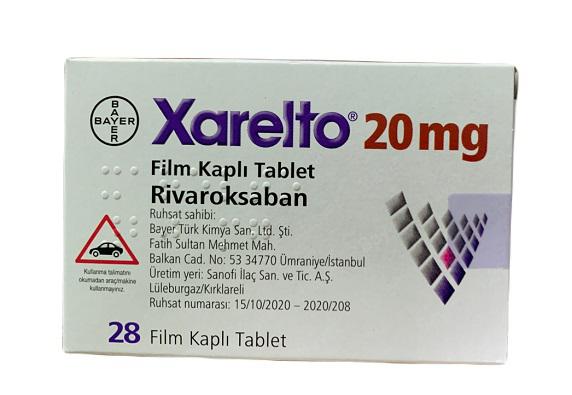 BAYER
BAYER
Xarelto® 20 mg
Film Kaplı Tablet
Rivaroksaban
Ruhsat sahibi:
Bayer Türk Kimya San. Ltd. Şti.
Fatih Sultan Mehmet Mah.
Balkan Cad. No: 53 34770 Ümraniye/İstanbul
Üretim yeri: Sanofi İlaç San. ve Tic. A.Ş.
Lüleburgaz/Kırklareli
Ruhsat numarası: 15/10/2020 – 2020/208
Kullanma talimatını
okumadan araç/makine
kullanmayınız.
28 Film Kaplı Tablet